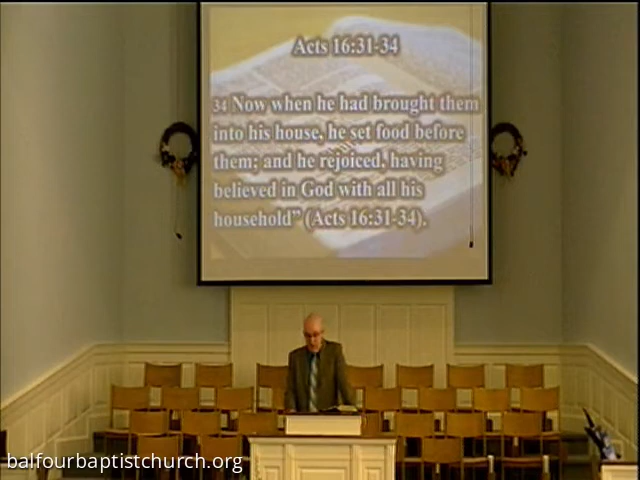 Acts 16:31-34
34 Now when he had brought them
into his house, he set food before
them; and he rejoiced, having
believed in God with all his
household” (Acts 16:31-34).
balfourbaptistchurch.org